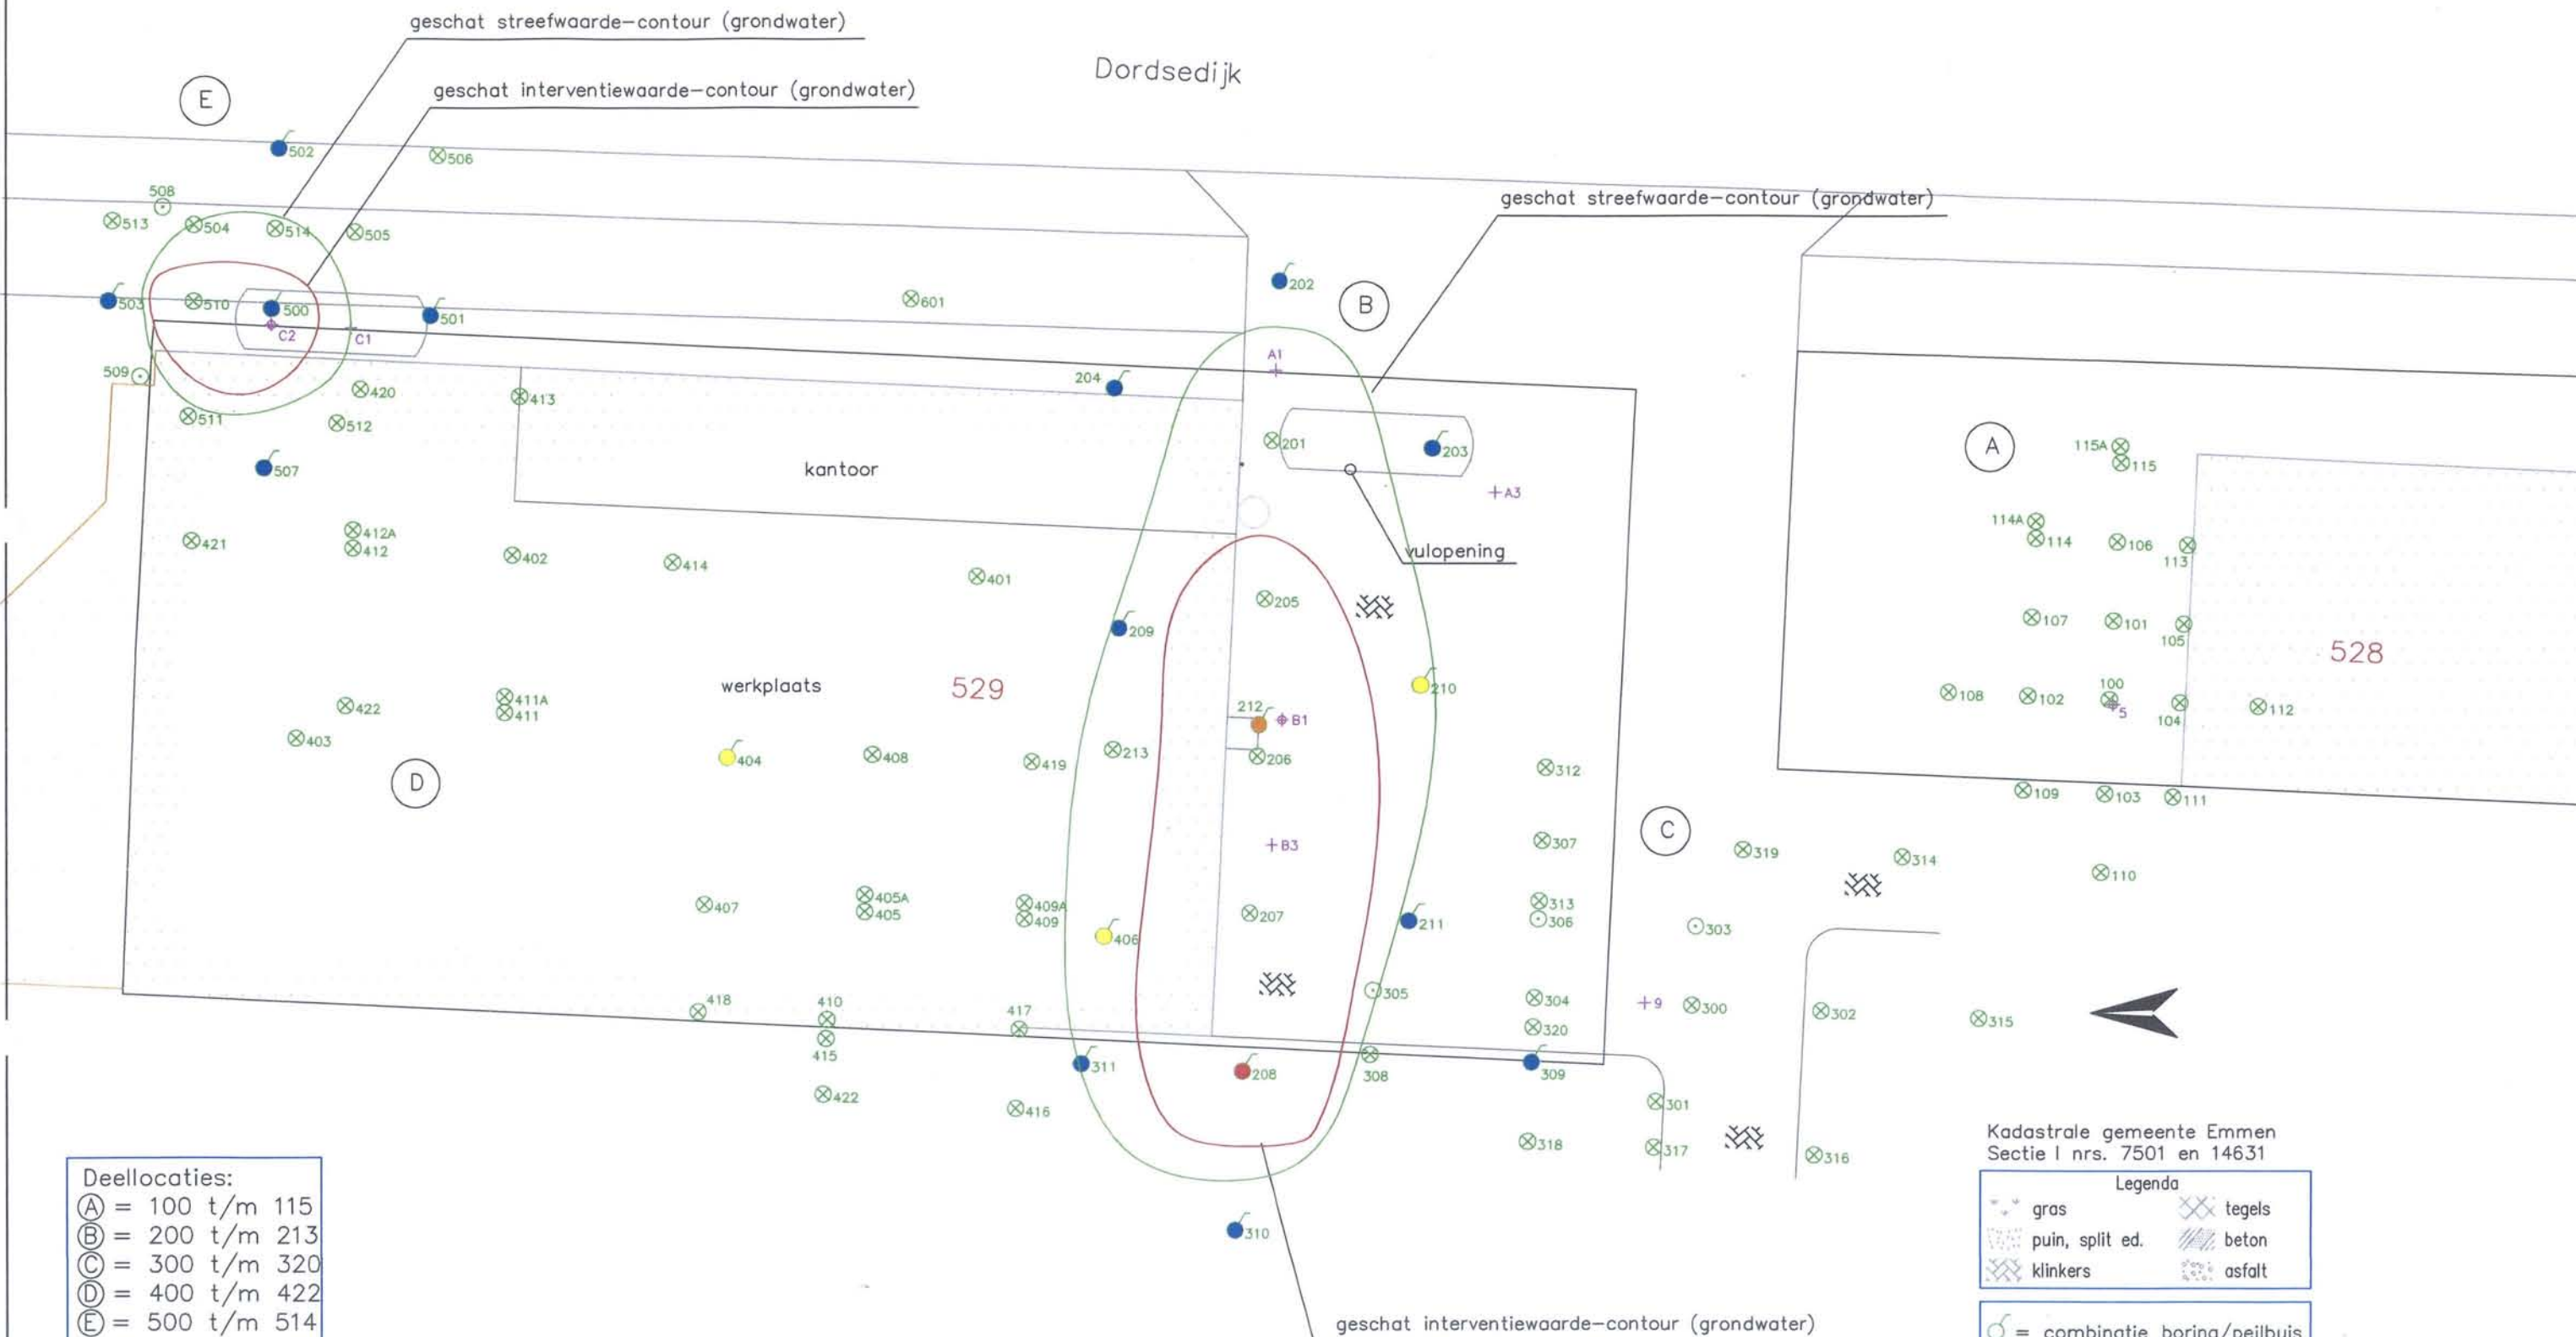 geschat streefwaarde-contour (grondwater)
Dordsedijk
E
geschat interventiewaarde-contour (grondwater)
502
506
508
geschat streefwaarde-contour (grondwater)
513
504
514
505
202
B
503
510
500
501
601
C2
C1
A1
509
204
420
413
511
512
201
203
A
115A
115
507
kantoor
A3
114A
114
106
113
412A
421
412
402
414
401
vulopening
205
107
101
105
209
528
werkplaats
529
210
422
411A
411
403
212
B1
108
102
100
5
104
112
404
408
419
213
206
312
D
109
103
111
C
307
B3
319
314
110
407
405A
405
409A
409
406
207
211
313
306
303
418
410
417
305
304
9
300
302
315
320
415
311
208
308
309
422
416
301
318
317
316
Kadastrale gemeente Emmen
Sectie I nrs. 7501 en 14631
Legenda
gras
tegels
puin, split ed.
beton
klinkers
asfalt
Deellocaties:
A = 100 t/m 115
B = 200 t/m 213
C = 300 t/m 320
D = 400 t/m 422
E = 500 t/m 514
310
geschat interventiewaarde-contour (grondwater)
= combinatie boring/peilbuis